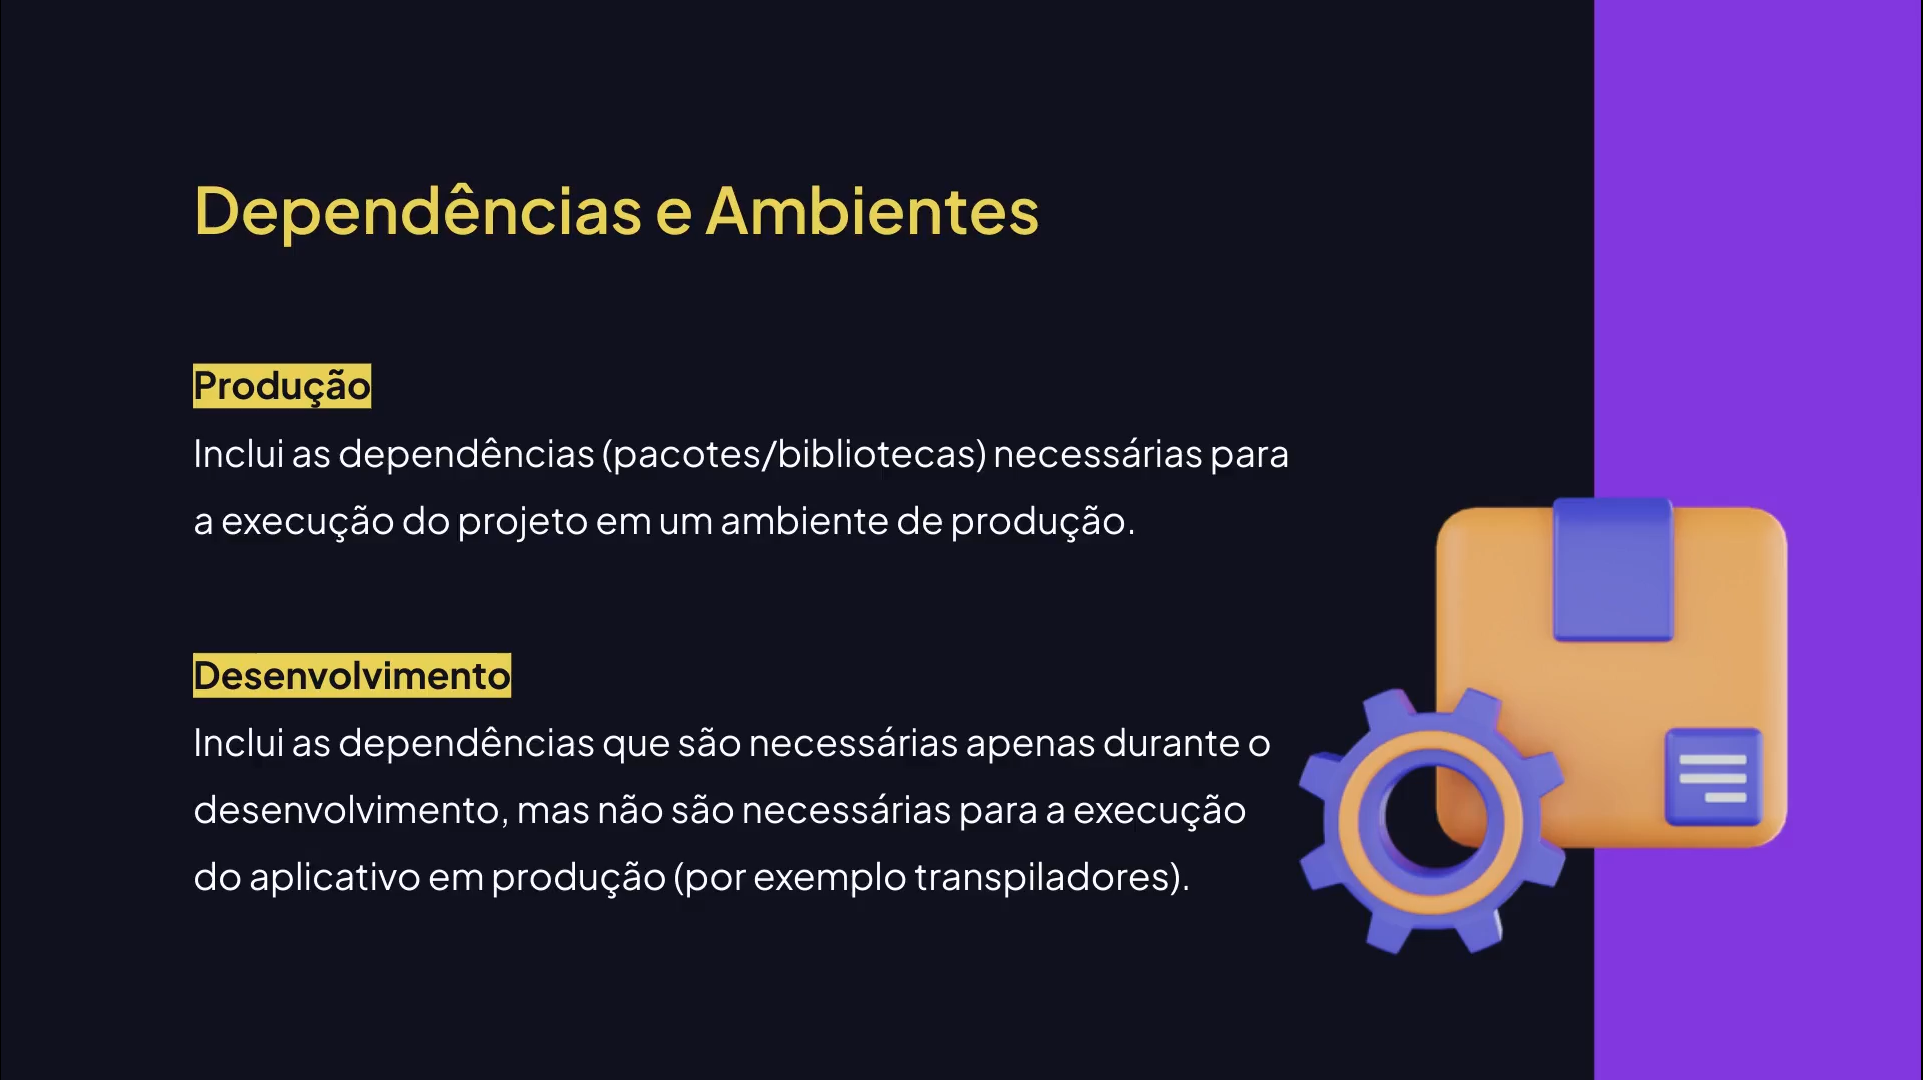 Dependências e Ambientes
Produção
Inclui as dependências (pacotes/bibliotecas) necessárias para
a execução do projeto em um ambiente de produção.
Desenvolvimento
Inclui as dependências que são necessárias apenas durante o
desenvolvimento, mas não são necessárias para a execução
do aplicativo em produção (por exemplo transpiladores).